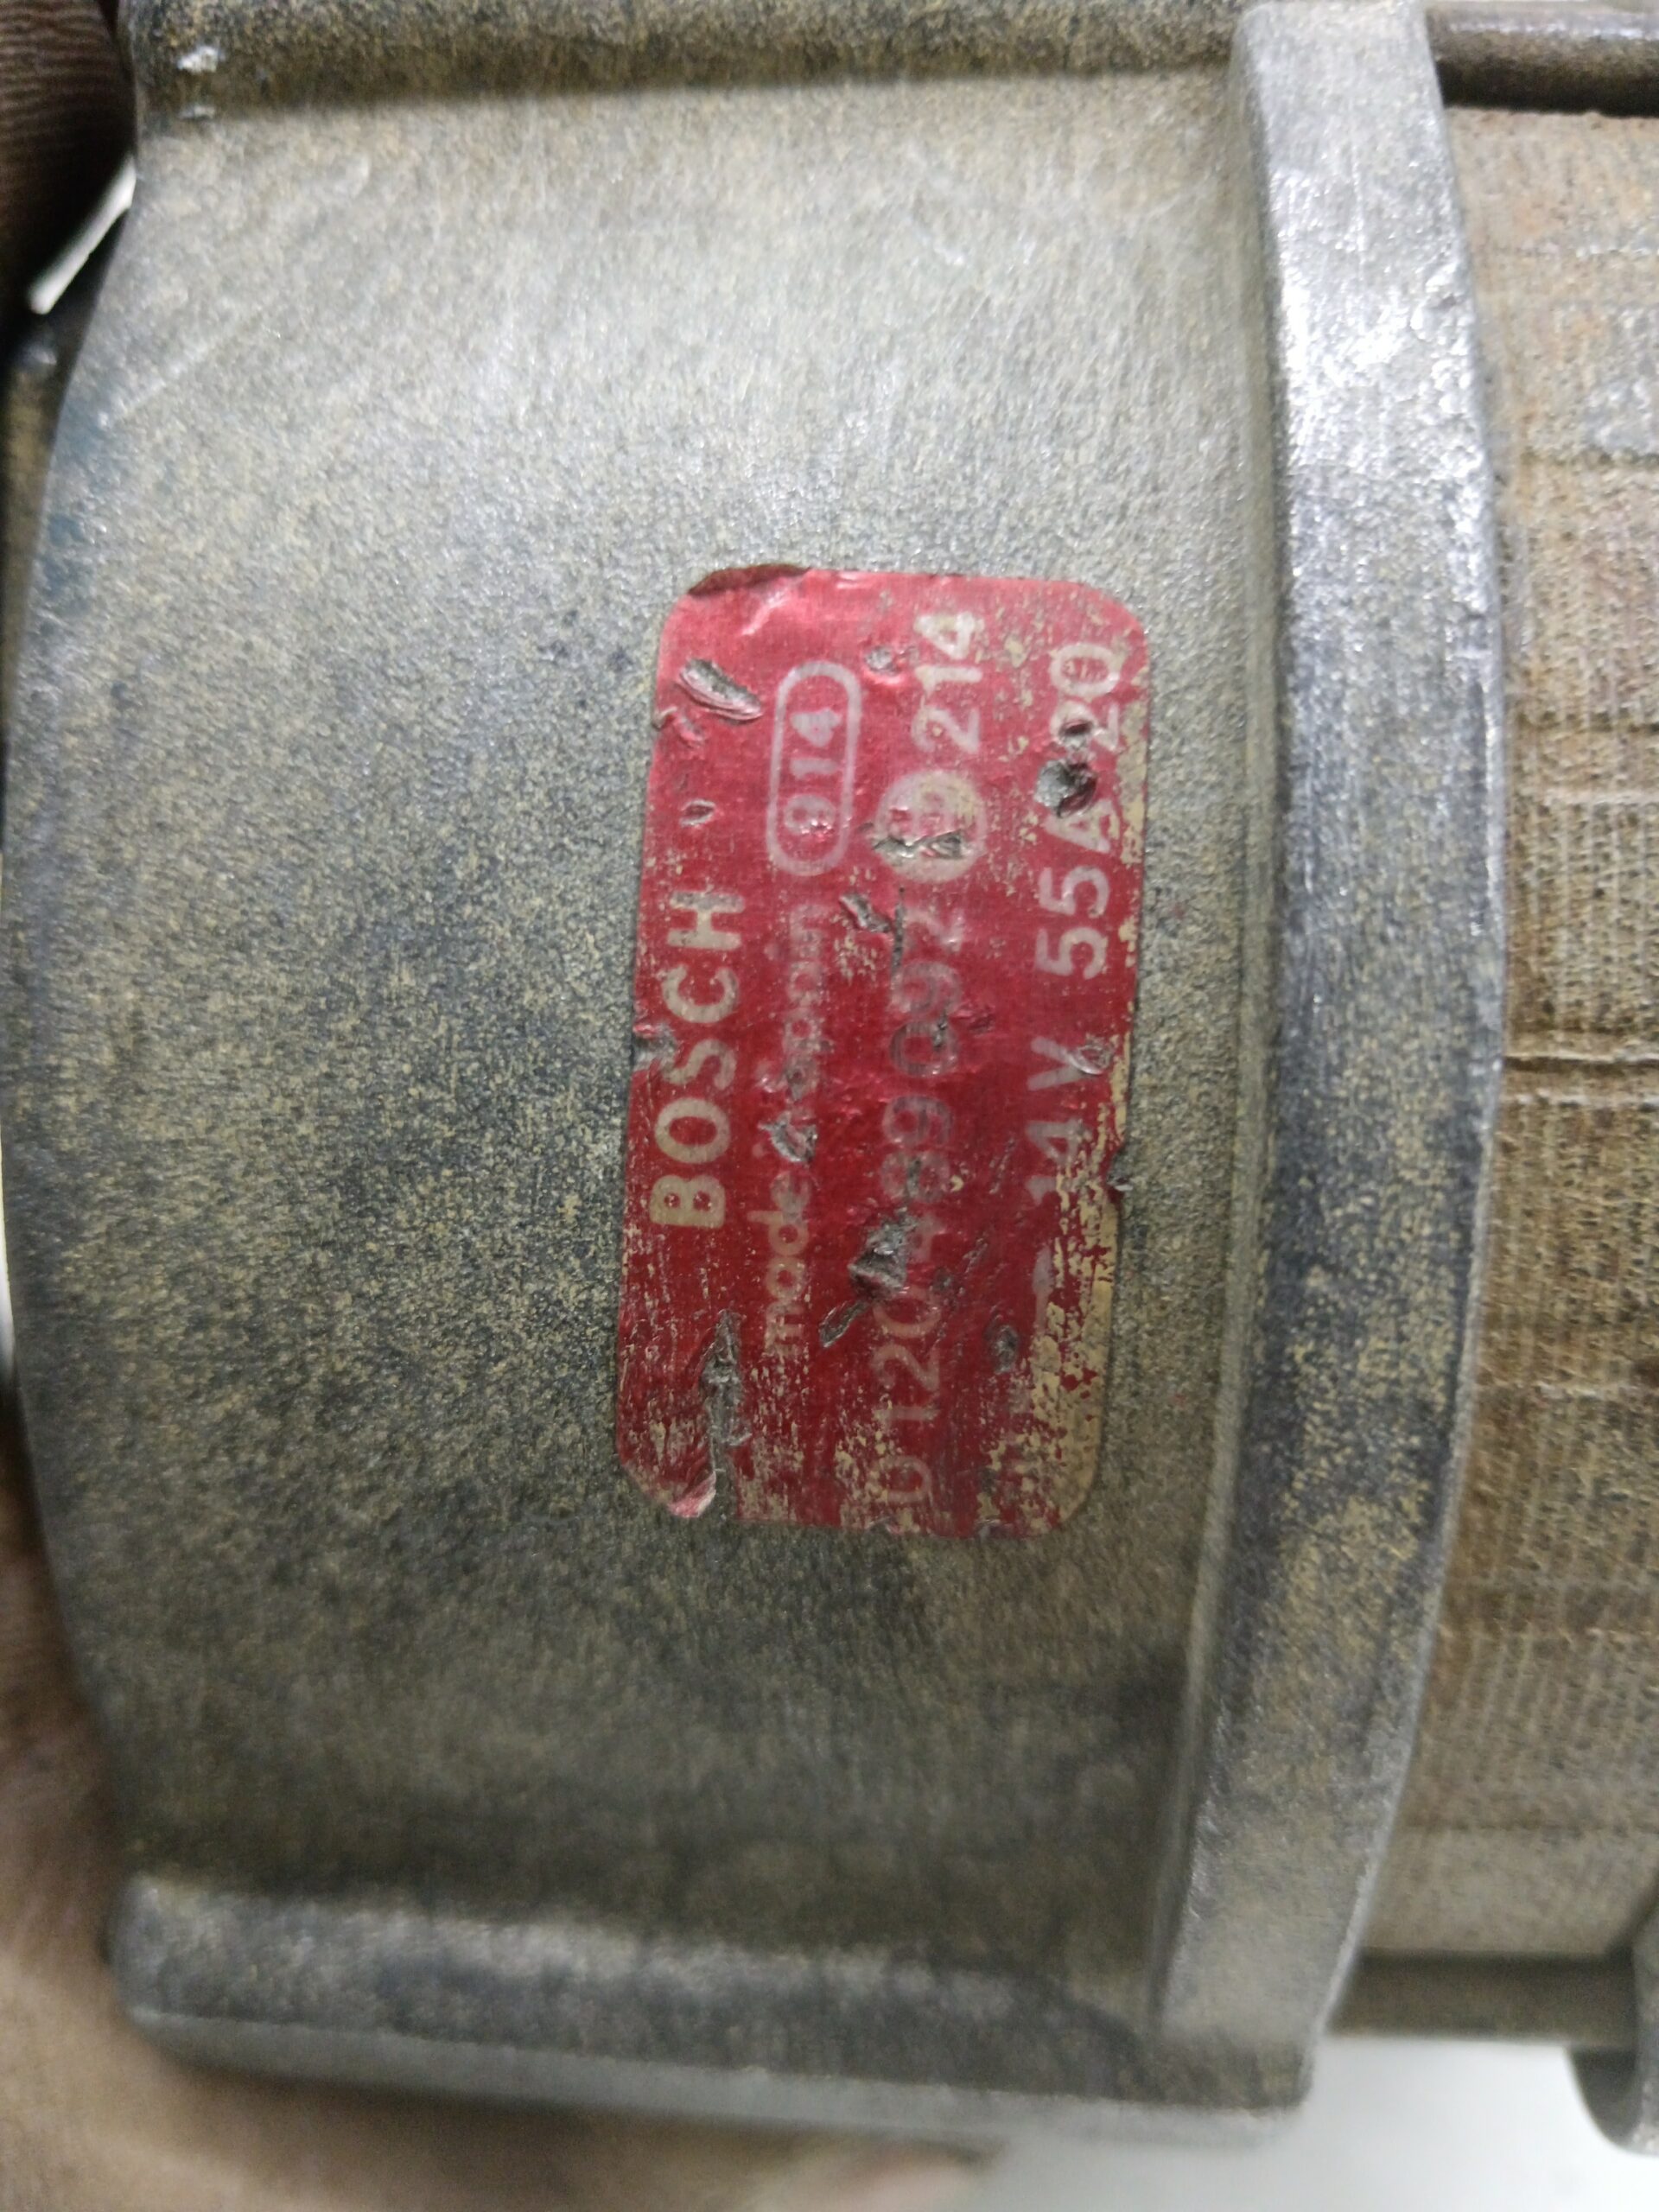 BOSCH
made in Spain 914
0120489097 214
14V 55A 20